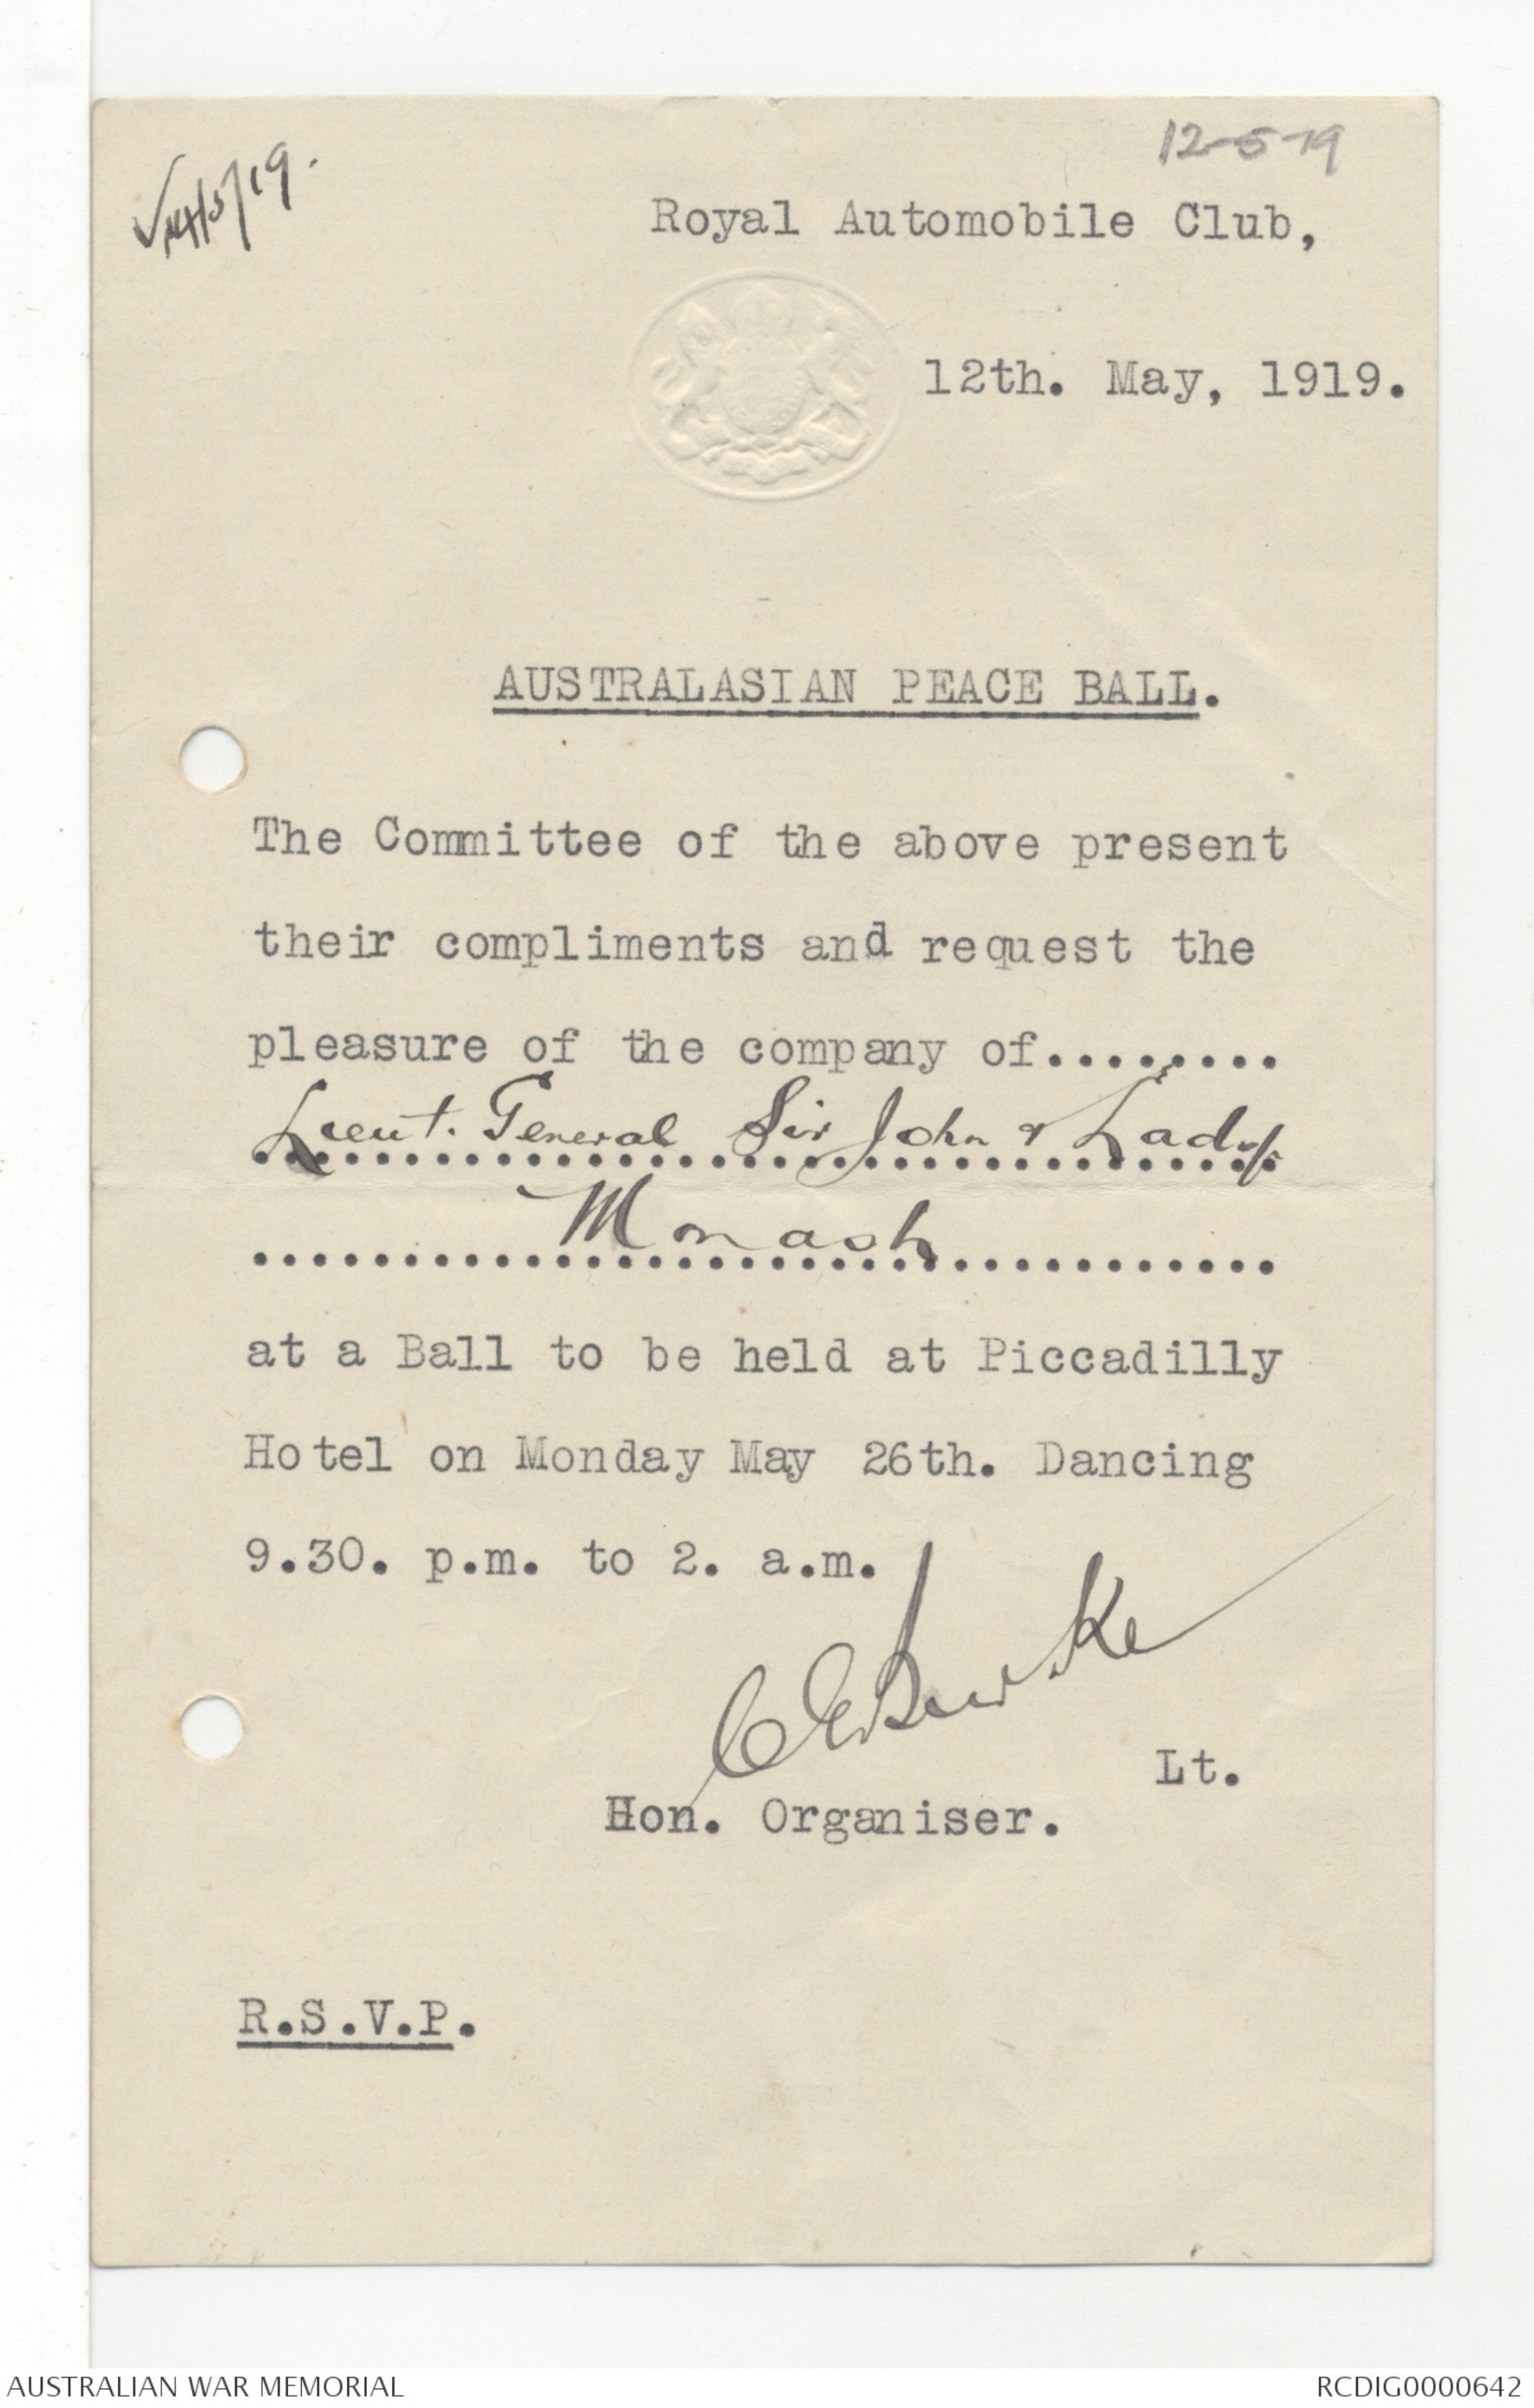 12-5-19
/5/19.
Royal Automobile Club,
12th. May, 1919.
AUSTRALASIAN PEACE BALL.
The Committee of the above present
their compliments and request the
pleasure of the company of........
Lieut. General Sir John & Lady
Monash
at a Ball to be held at Piccadilly
Hotel on Monday May 26th. Dancing
9.30. p.m. to 2. a.m.
C E Burke
Lt.
Hon. Organiser.
R.S.V.P.
AUSTRALIAN WAR MEMORIAL
RCDIG0000642